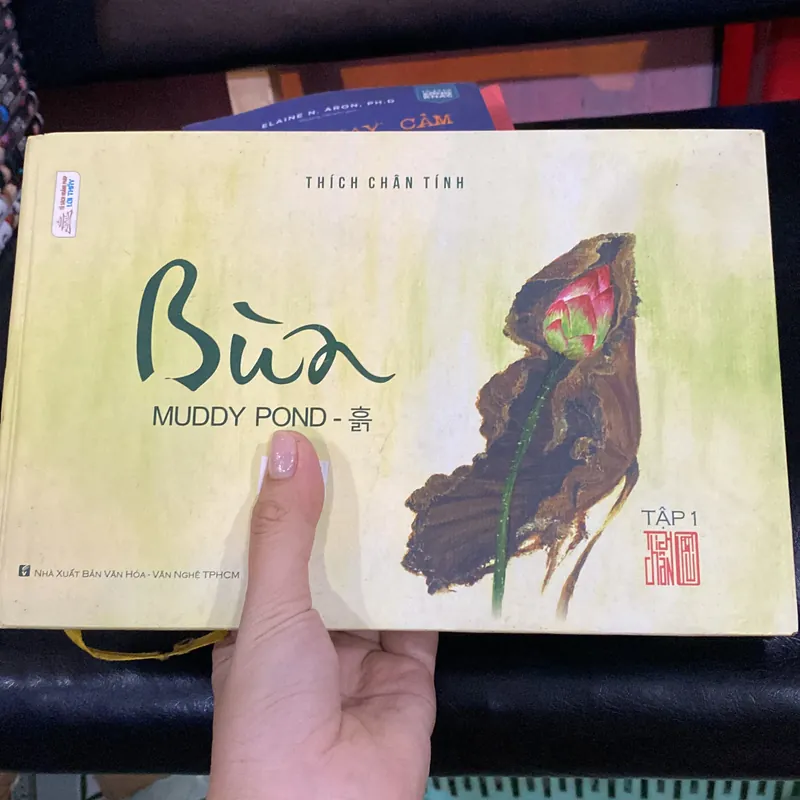 ELAINE N. ARON, PH.D
CẢM
THÍCH CHÂN TÍNH
Bùn
MUDDY POND - 흙
NHÀ XUẤT BẢN VĂN HÓA - VĂN NGHỆ TPHCM
TẬP 1